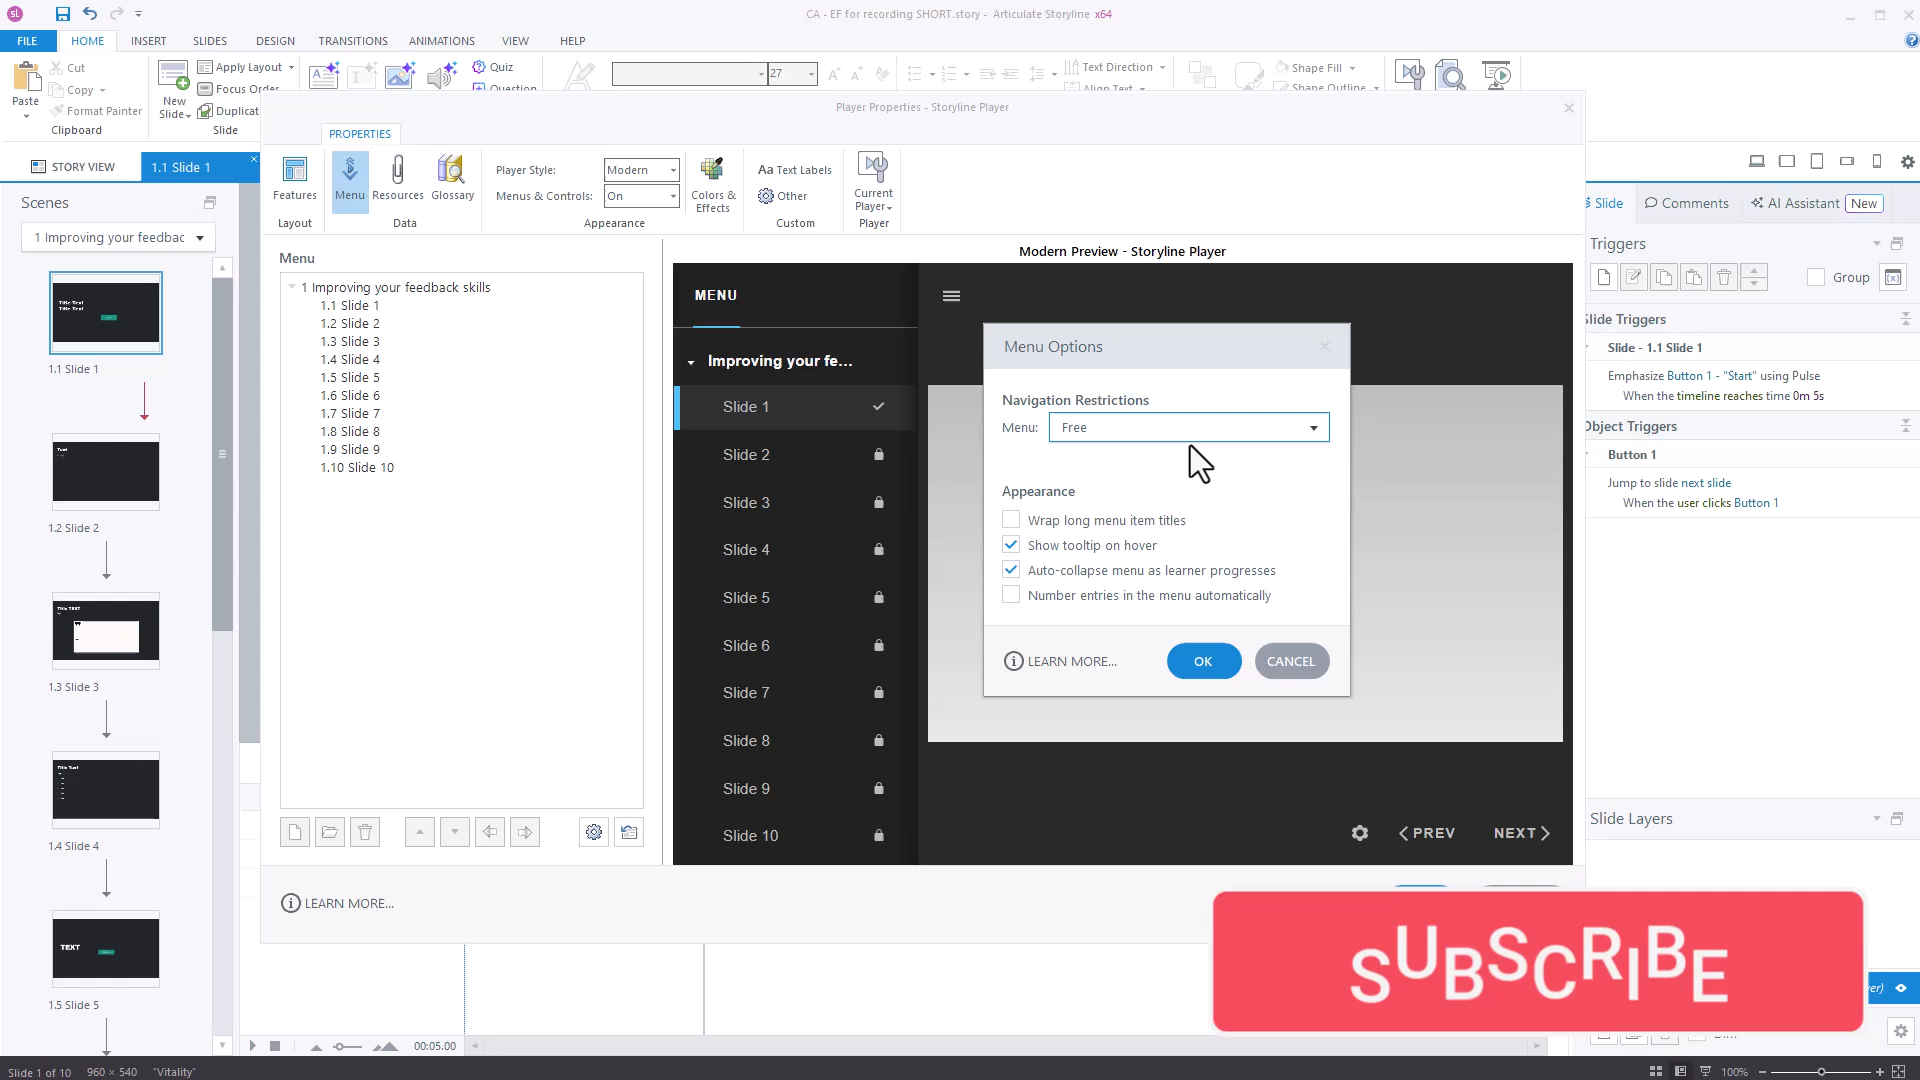 CA - EF for recording SHORT.story - Articulate Storyline x64
FILE
HOME
INSERT
SLIDES
DESIGN
TRANSITIONS
ANIMATIONS
VIEW
HELP
Paste
Cut
Copy
Format Painter
Clipboard
New Slide
Apply Layout
Focus Order
Duplicat
Slide
Quiz
Question
27
Text Direction
Align Text
Shape Fill
Shape Outline
STORY VIEW
1.1 Slide 1
Scenes
1 Improving your feedbac
1.1 Slide 1
1.2 Slide 2
1.3 Slide 3
1.4 Slide 4
TEXT
1.5 Slide 5
Player Properties - Storyline Player
PROPERTIES
Features
Layout
Menu
Resources
Glossary
Data
Player Style:
Modern
Menus & Controls:
On
Appearance
Colors & Effects
Aa Text Labels
Other
Custom
Current Player
Player
Menu
1 Improving your feedback skills
1.1 Slide 1
1.2 Slide 2
1.3 Slide 3
1.4 Slide 4
1.5 Slide 5
1.6 Slide 6
1.7 Slide 7
1.8 Slide 8
1.9 Slide 9
1.10 Slide 10
LEARN MORE...
Modern Preview - Storyline Player
MENU
Improving your fe...
Slide 1
Slide 2
Slide 3
Slide 4
Slide 5
Slide 6
Slide 7
Slide 8
Slide 9
Slide 10
PREV
NEXT
Menu Options
Navigation Restrictions
Menu:
Free
Appearance
Wrap long menu item titles
Show tooltip on hover
Auto-collapse menu as learner progresses
Number entries in the menu automatically
LEARN MORE...
OK
CANCEL
Slide
Comments
AI Assistant
New
Triggers
Group
Slide Triggers
Slide - 1.1 Slide 1
Emphasize Button 1 - "Start" using Pulse
When the timeline reaches time 0m 5s
Object Triggers
Button 1
Jump to slide next slide
When the user clicks Button 1
Slide Layers
SUBSCRIBE
00:05.00
Slide 1 of 10
960 × 540
"Vitality"
100%